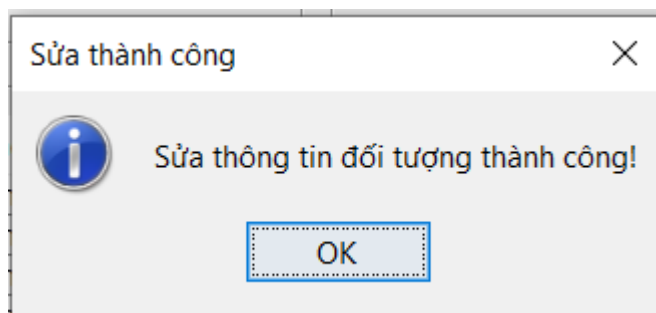 Sửa thành công
Sửa thông tin đối tượng thành công!
OK